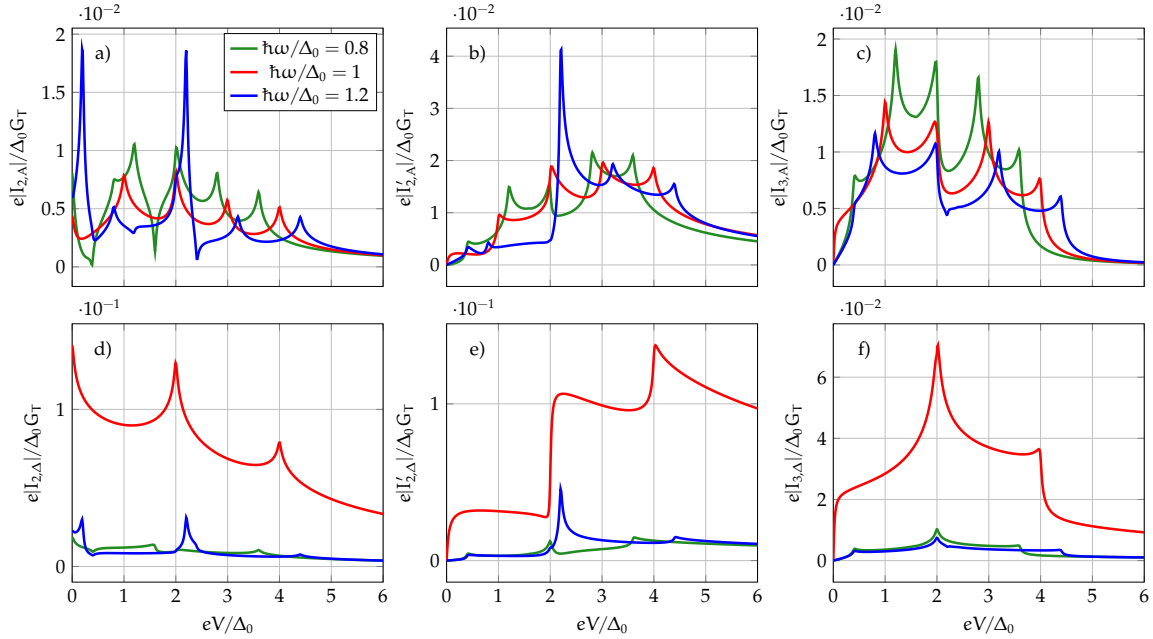 ·10⁻² ·10⁻² ·10⁻²
a) b) c)
ħω/Δ₀ = 0.8
ħω/Δ₀ = 1
ħω/Δ₀ = 1.2
e|I₂,A|/Δ₀G_T
2
1.5
1
0.5
0
e|I′₂,A|/Δ₀G_T
4
2
0
e|I₃,A|/Δ₀G_T
2
1.5
1
0.5
0
·10⁻¹ ·10⁻¹ ·10⁻²
d) e) f)
e|I₂,Δ|/Δ₀G_T
1
0
e|I′₂,Δ|/Δ₀G_T
1
0
e|I₃,Δ|/Δ₀G_T
6
4
2
0
0 1 2 3 4 5 6 0 1 2 3 4 5 6 0 1 2 3 4 5 6
eV/Δ₀ eV/Δ₀ eV/Δ₀